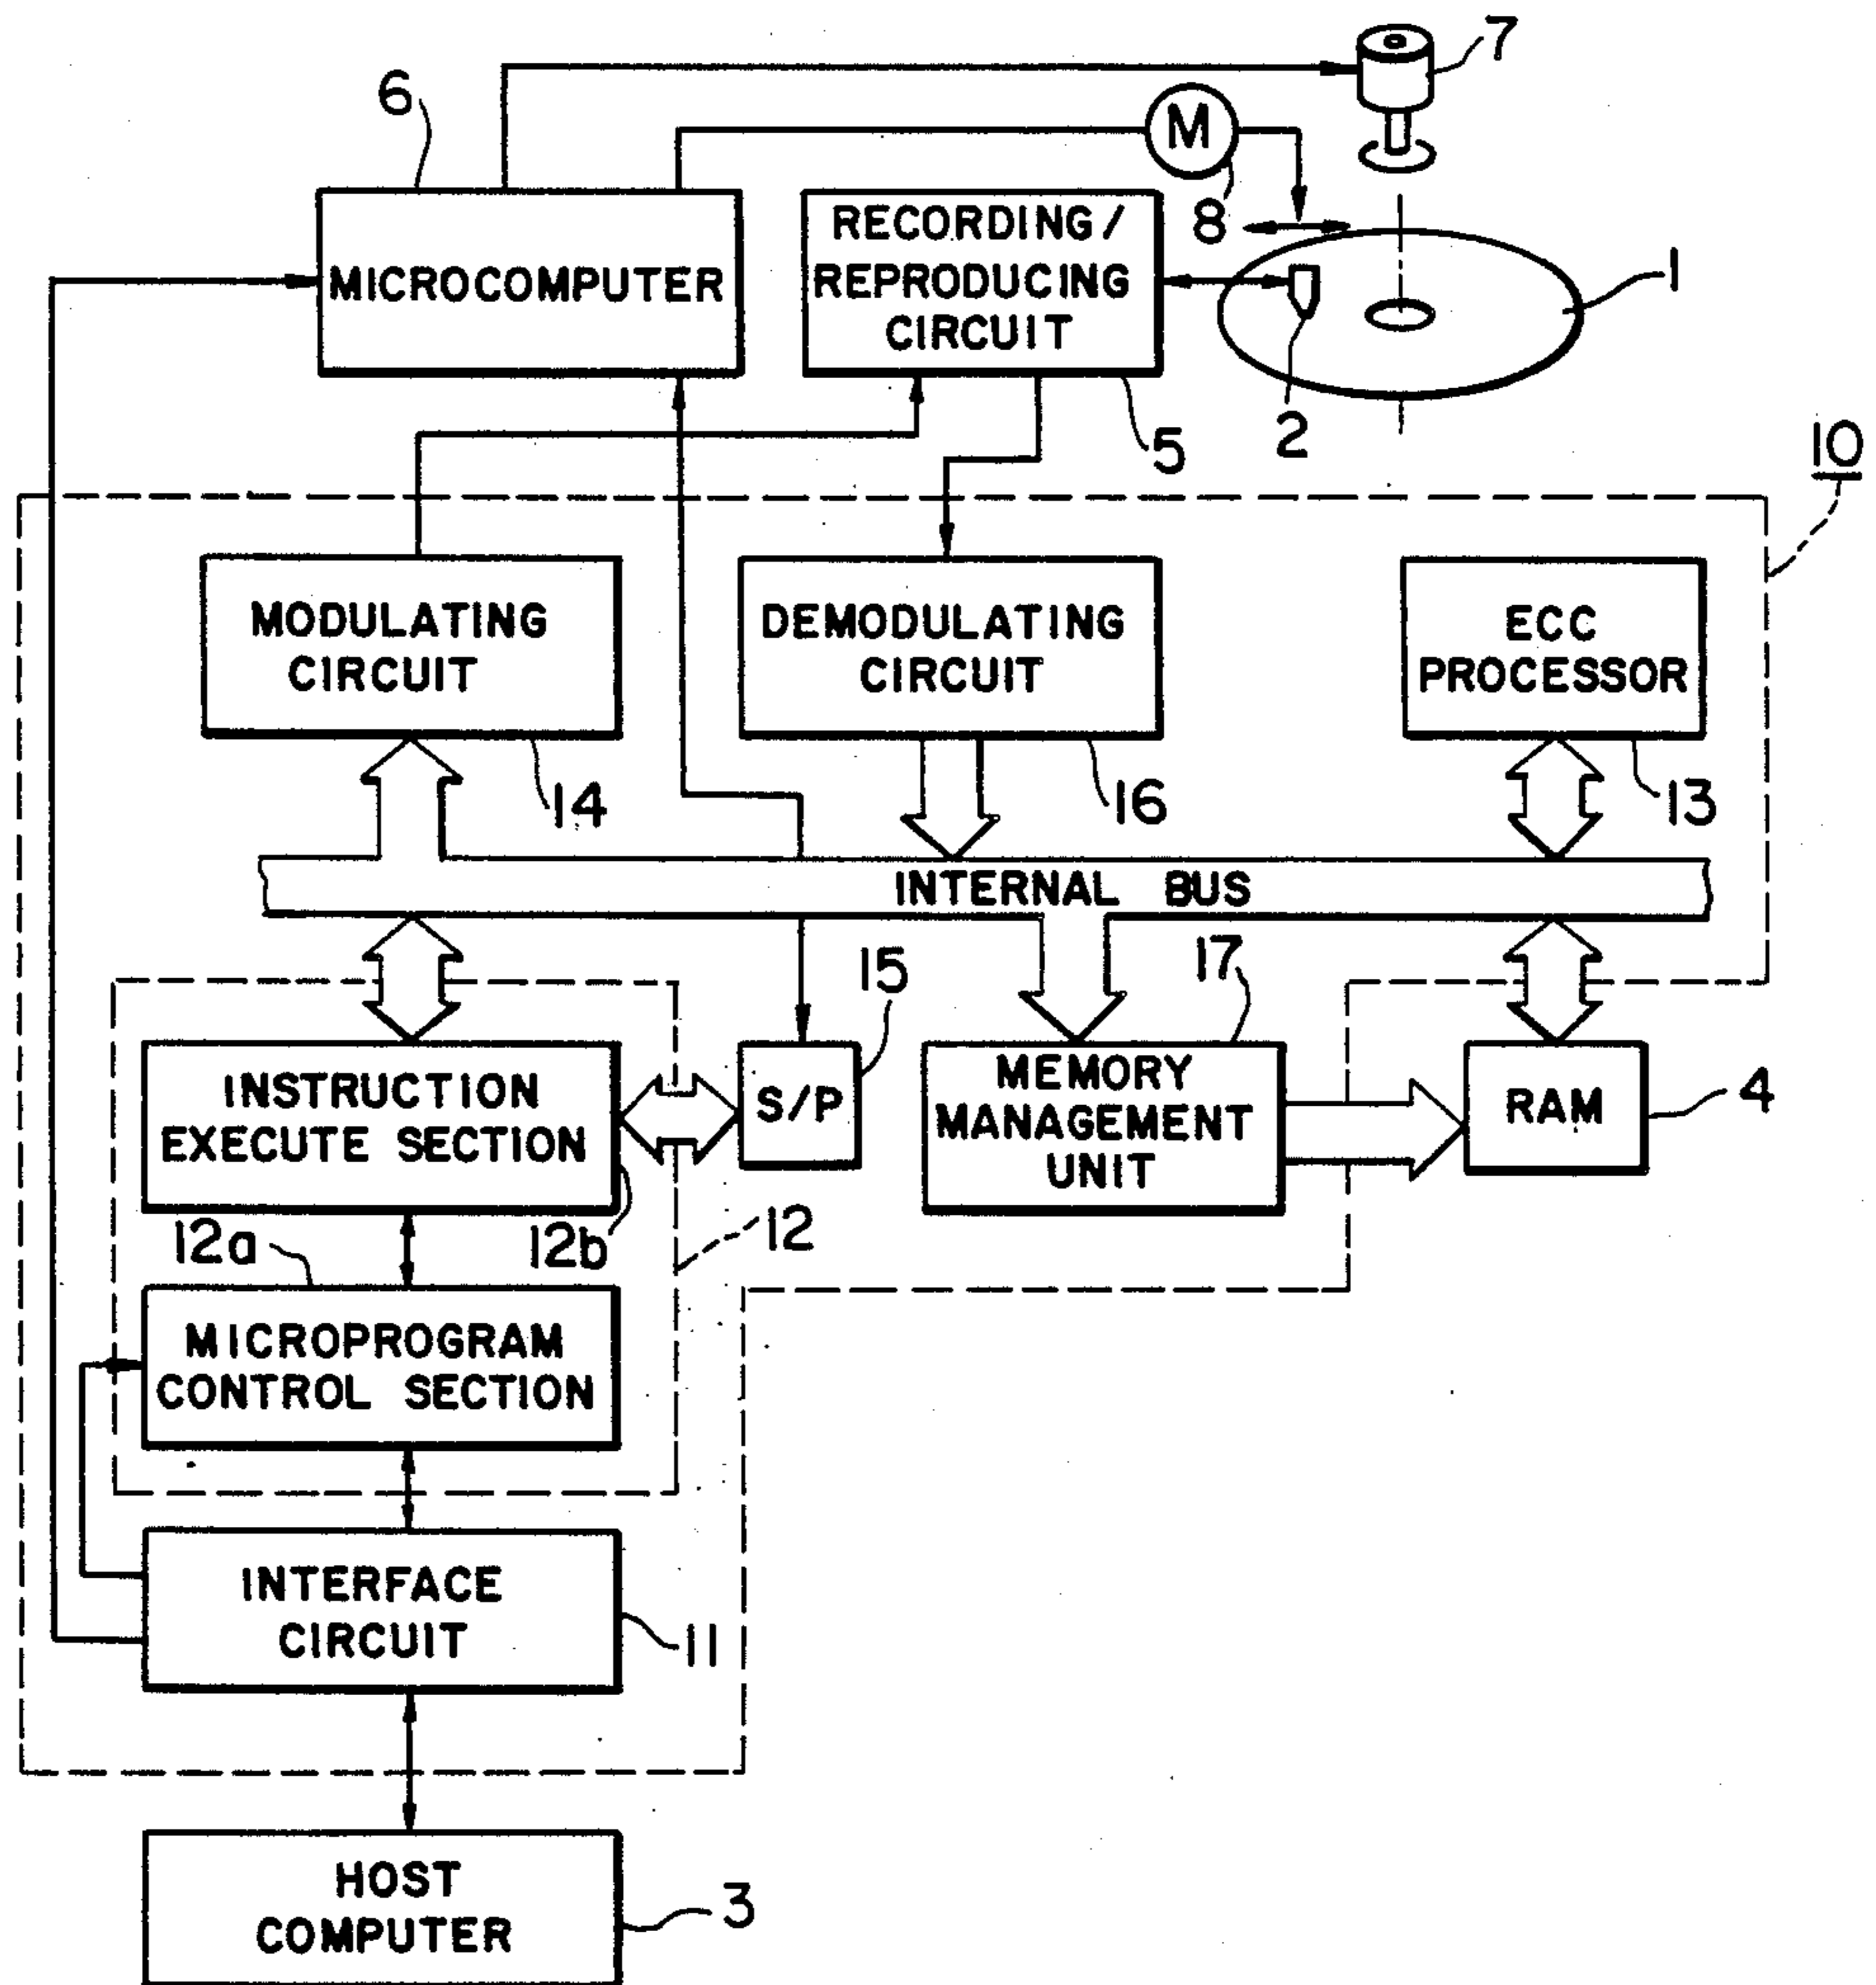 7
6
M
8
RECORDING/
REPRODUCING
CIRCUIT
MICROCOMPUTER
1
2
5
10
MODULATING
CIRCUIT
DEMODULATING
CIRCUIT
ECC
PROCESSOR
14
16
13
INTERNAL BUS
15
17
INSTRUCTION
EXECUTE SECTION
S/P
MEMORY
MANAGEMENT
UNIT
RAM
4
12a
12b
12
MICROPROGRAM
CONTROL SECTION
INTERFACE
CIRCUIT
11
HOST
COMPUTER
3